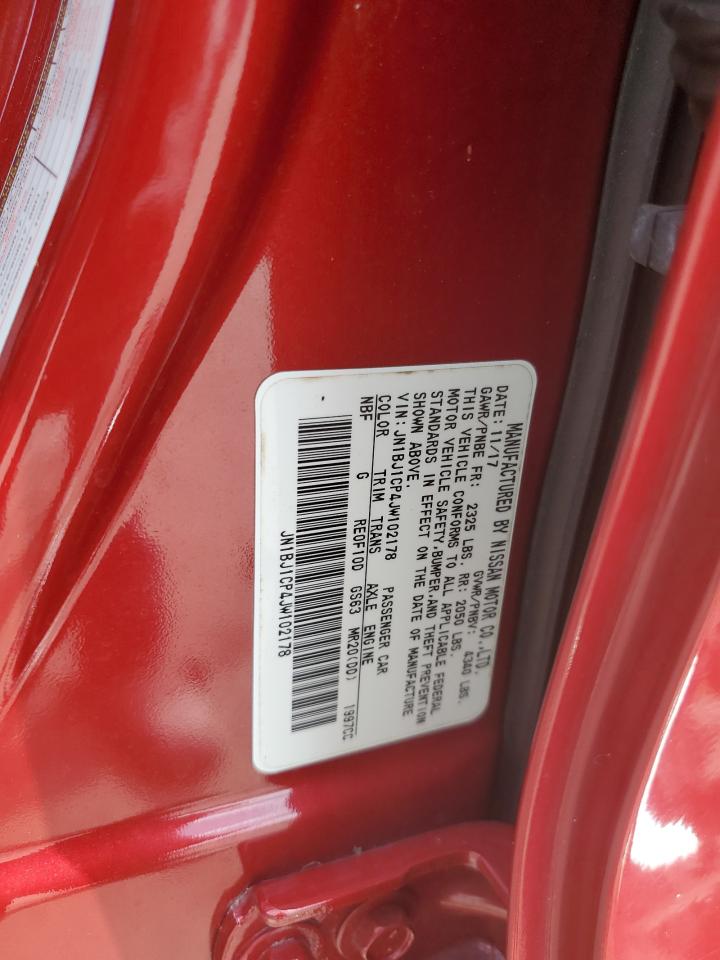 MANUFACTURED BY NISSAN MOTOR CO.,LTD.
DATE: 11/17 GVWR/PNBV: 4340 LBS.
GAWR/PNBE FR: 2325 LBS. RR: 2050 LBS.
THIS VEHICLE CONFORMS TO ALL APPLICABLE FEDERAL
MOTOR VEHICLE SAFETY,BUMPER,AND THEFT PREVENTION
STANDARDS IN EFFECT ON THE DATE OF MANUFACTURE
SHOWN ABOVE.
VIN: JN1BJ1CP4JW102178 PASSENGER CAR
COLOR TRIM TRANS AXLE ENGINE
NBF G RE0F10D GS63 MR20(DD) 1997CC
JN1BJ1CP4JW102178